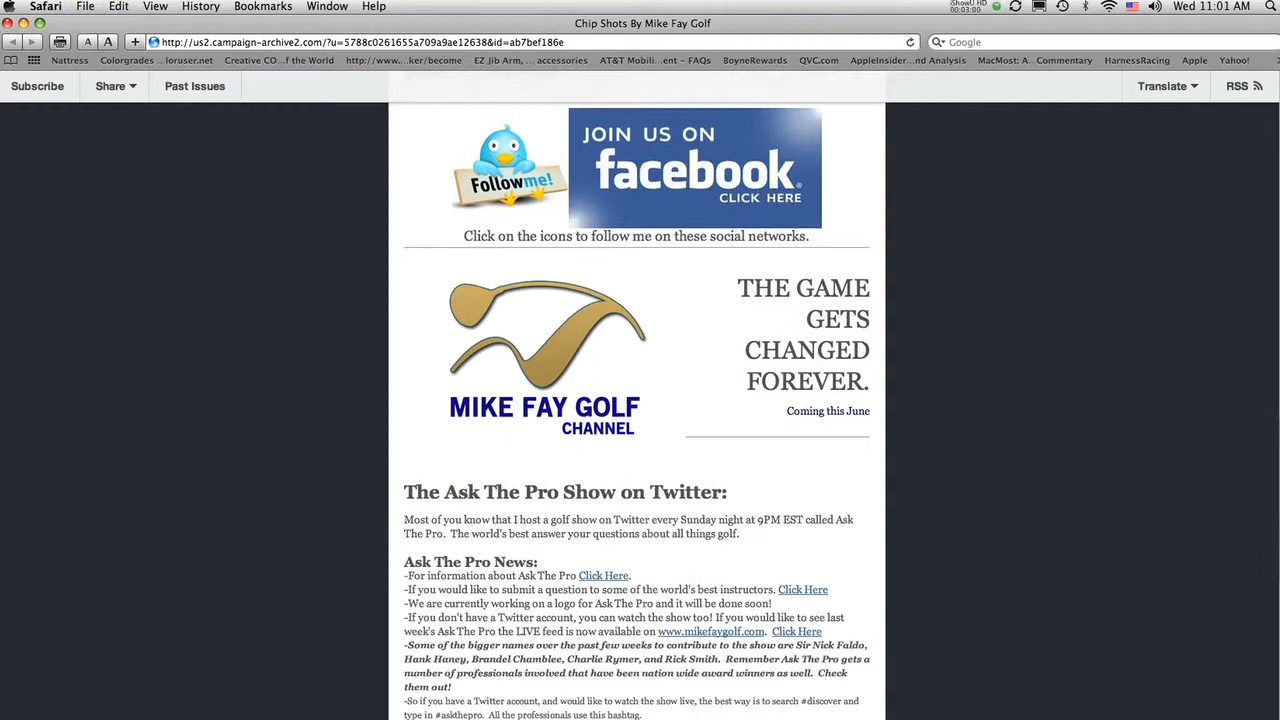 Safari File Edit View History Bookmarks Window Help
iShowU HD
00:03:00
Wed 11:01 AM
Chip Shots By Mike Fay Golf
A A + http://us2.campaign-archive2.com/?u=5788c0261655a709a9ae12638&id=ab7bef186e Google
Nattress Colorgrades ...loruser.net Creative CO...f the World http://www....ker/become EZ Jib Arm, ... accessories AT&T Mobili...ent – FAQs BoyneRewards QVC.com AppleInsider...nd Analysis MacMost: A... Commentary HarnessRacing Apple Yahoo!
Subscribe Share Past Issues Translate RSS
Follow me!
JOIN US ON
facebook®
CLICK HERE
Click on the icons to follow me on these social networks.
MIKE FAY GOLF
CHANNEL
THE GAME
GETS
CHANGED
FOREVER.
Coming this June
The Ask The Pro Show on Twitter:
Most of you know that I host a golf show on Twitter every Sunday night at 9PM EST called Ask
The Pro. The world's best answer your questions about all things golf.
Ask The Pro News:
-For information about Ask The Pro Click Here.
-If you would like to submit a question to some of the world's best instructors. Click Here
-We are currently working on a logo for Ask The Pro and it will be done soon!
-If you don't have a Twitter account, you can watch the show too! If you would like to see last
week's Ask The Pro the LIVE feed is now available on www.mikefaygolf.com. Click Here
-Some of the bigger names over the past few weeks to contribute to the show are Sir Nick Faldo,
Hank Haney, Brandel Chamblee, Charlie Rymer, and Rick Smith. Remember Ask The Pro gets a
number of professionals involved that have been nation wide award winners as well. Check
them out!
-So if you have a Twitter account, and would like to watch the show live, the best way is to search #discover and
type in #askthepro. All the professionals use this hashtag.